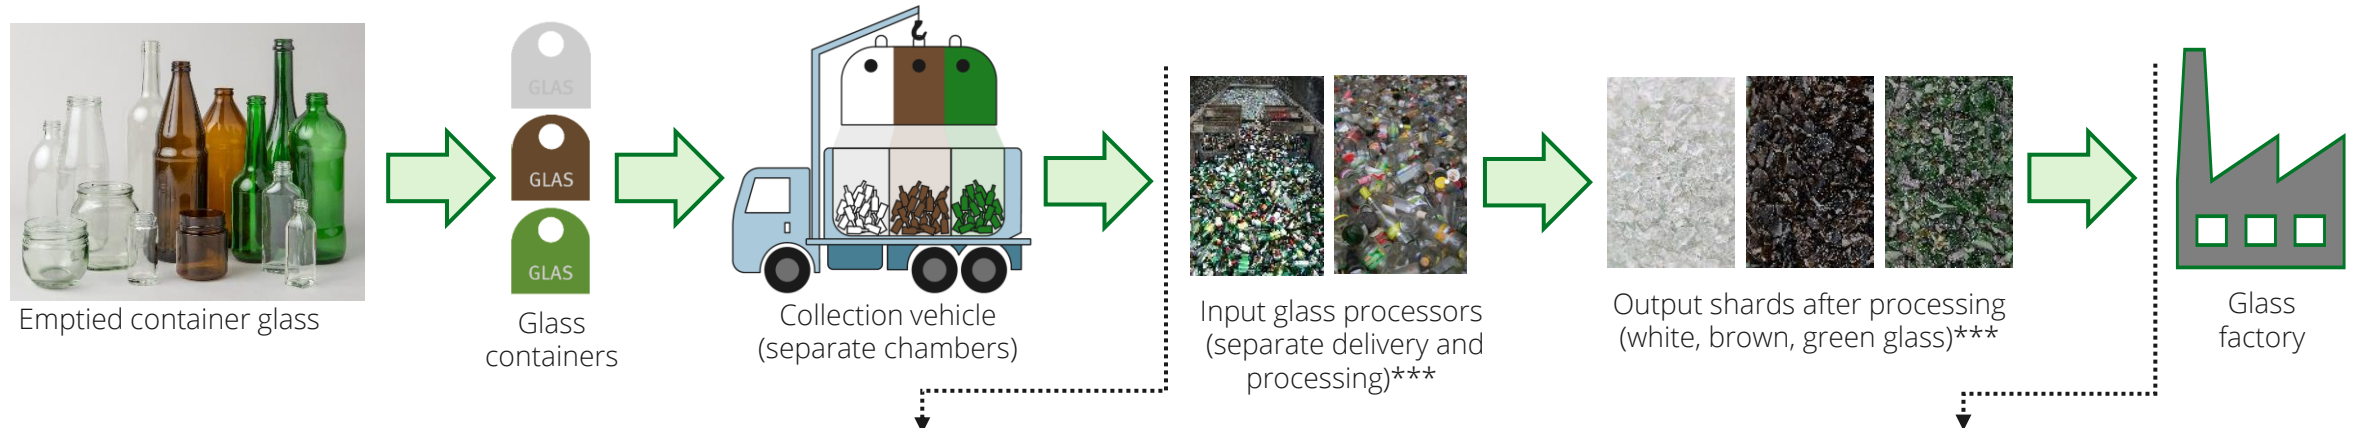 Emptied container glass
GLAS
GLAS
GLAS
Glass
containers
Collection vehicle
(separate chambers)
Input glass processors
(separate delivery and
processing)***
Output shards after processing
(white, brown, green glass)***
Glass
factory